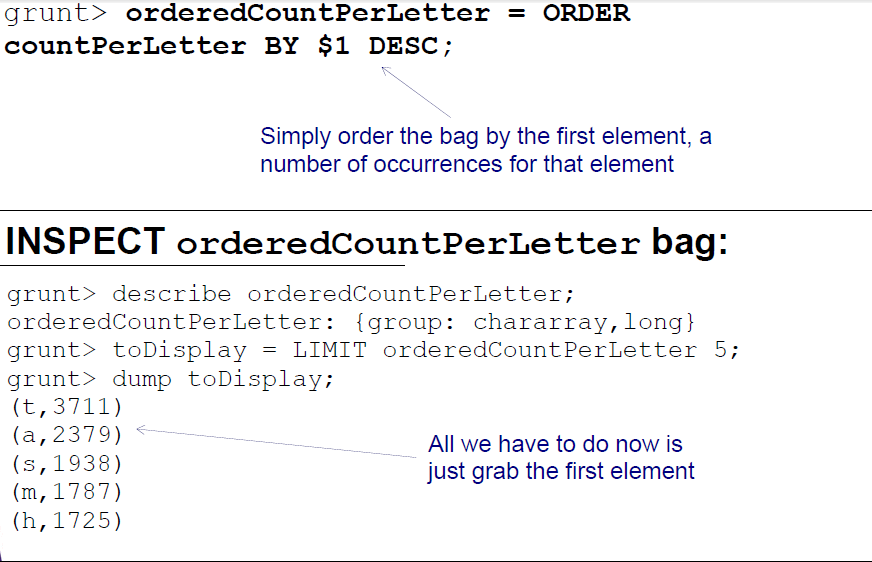 grunt> orderedCountPerLetter = ORDER
countPerLetter BY $1 DESC;
Simply order the bag by the first element, a
number of occurrences for that element
INSPECT orderedCountPerLetter bag:
grunt> describe orderedCountPerLetter;
orderedCountPerLetter: {group: chararray,long}
grunt> toDisplay = LIMIT orderedCountPerLetter 5;
grunt> dump toDisplay;
(t,3711)
(a,2379)
(s,1938)
(m,1787)
(h,1725)
All we have to do now is
just grab the first element